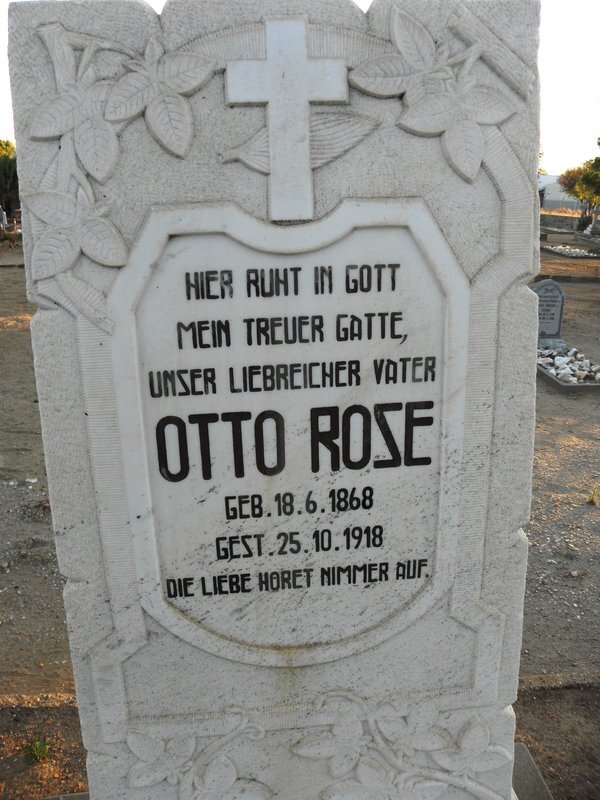 HIER RUHT IN GOTT
MEIN TREUER GATTE,
UNSER LIEBREICHER VATER
OTTO ROSE
GEB. 18.6.1868
GEST. 25.10.1918
DIE LIEBE HÖRET NIMMER AUF.